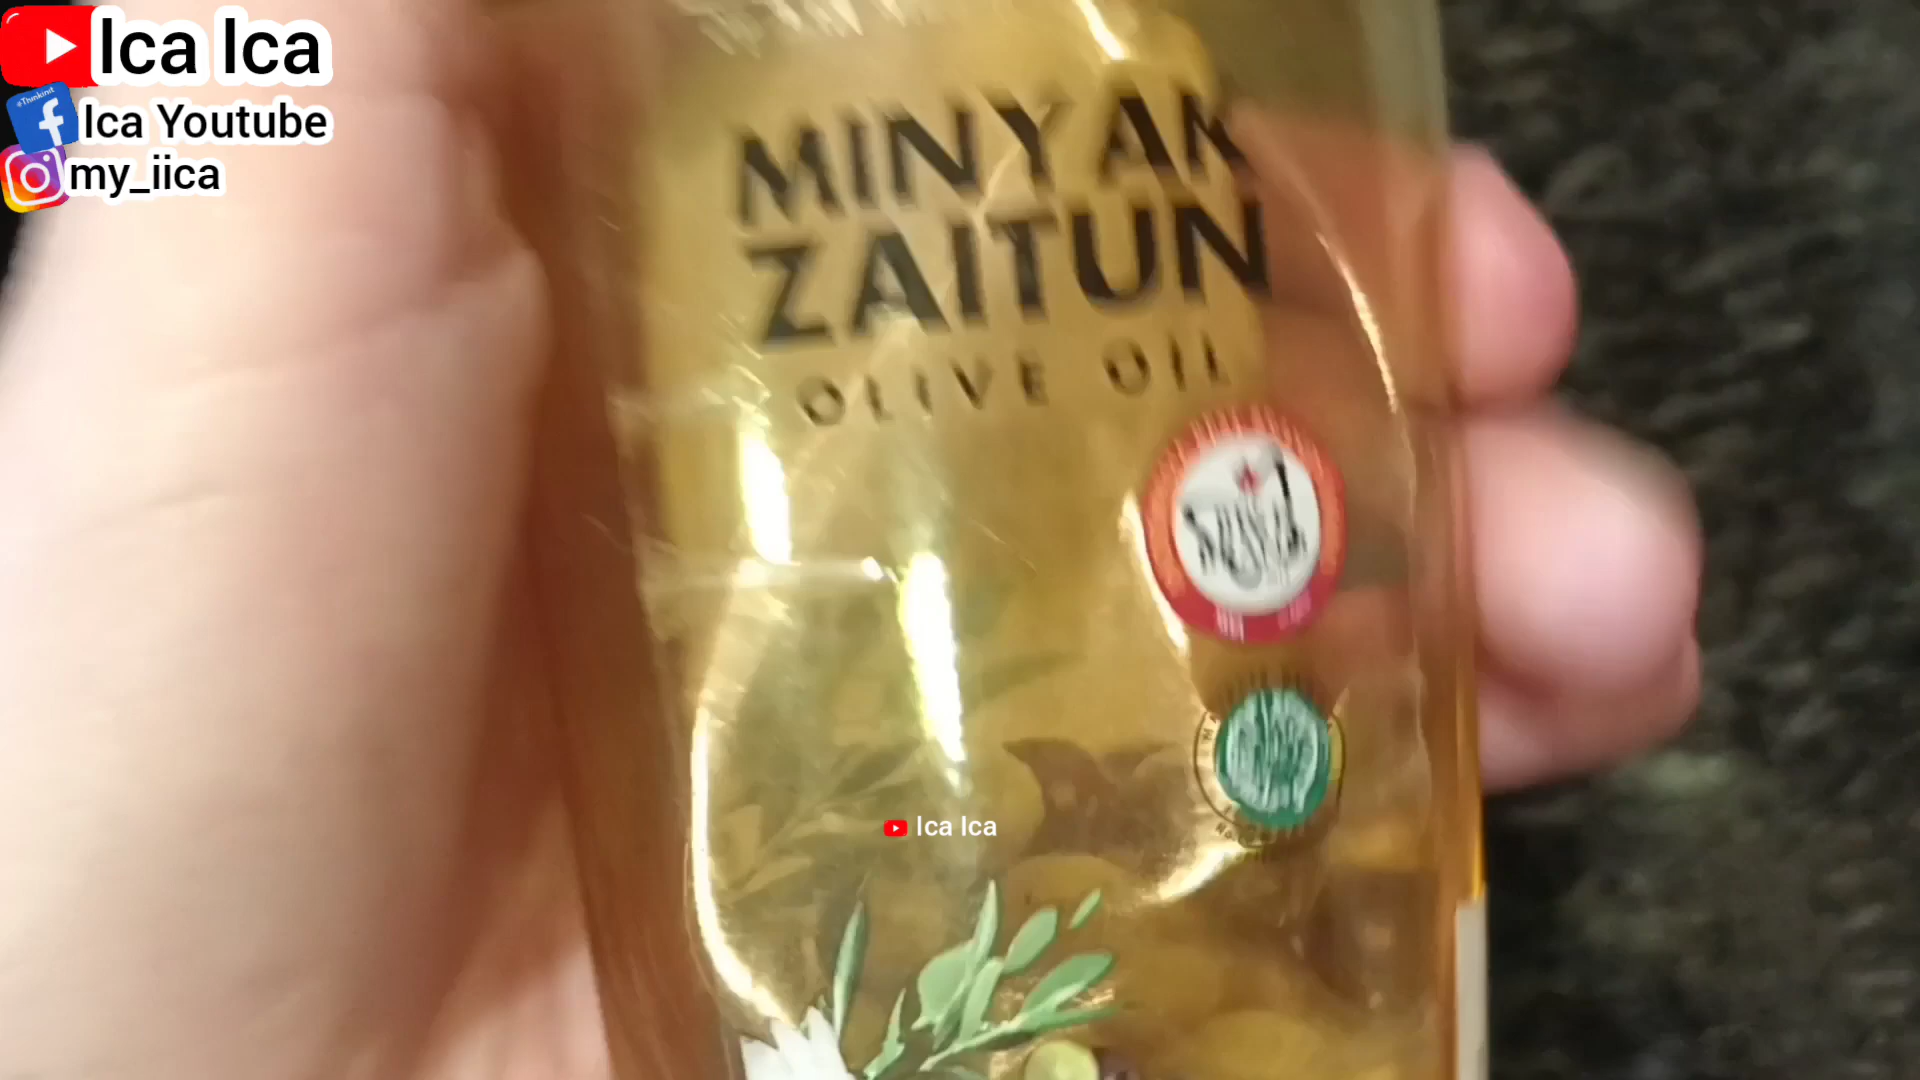 Ica Ica
Ica Youtube
my_iica
MINYAK
ZAITUN
OLIVE OIL
Ica Ica